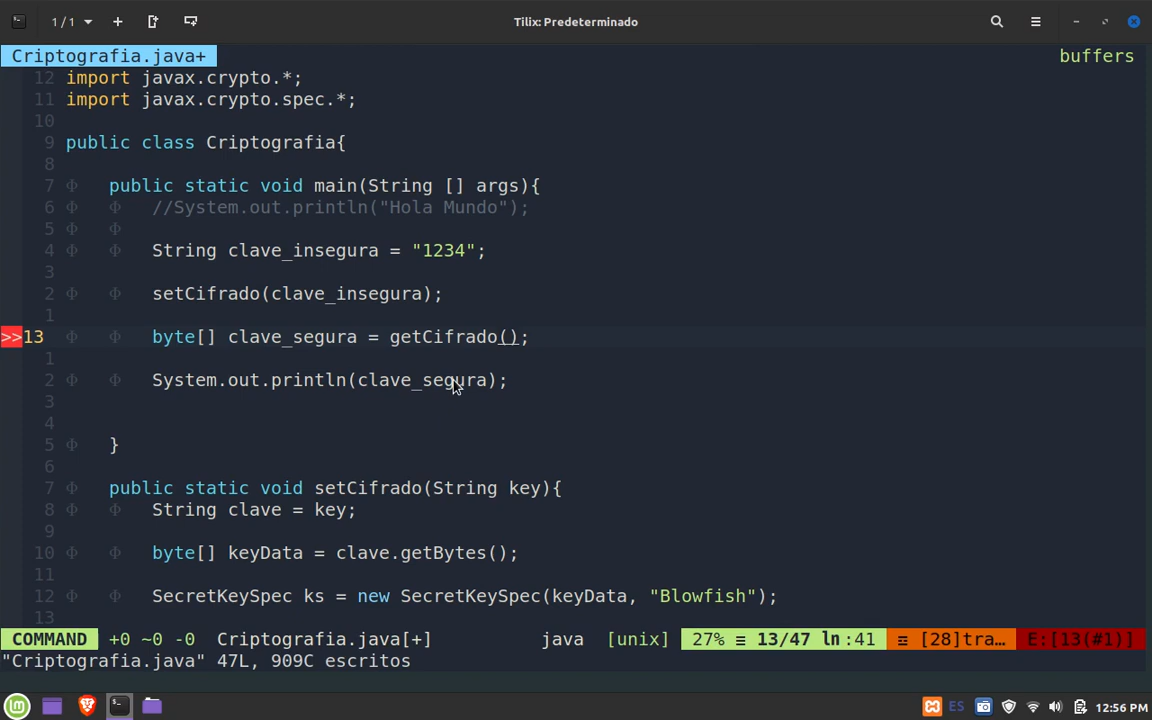 1 / 1
Tilix: Predeterminado
Criptografia.java+ buffers
12 import javax.crypto.*;
11 import javax.crypto.spec.*;
10
9 public class Criptografia{
8
7 Φ public static void main(String [] args){
6 Φ Φ //System.out.println("Hola Mundo");
5 Φ Φ
4 Φ Φ String clave_insegura = "1234";
3
2 Φ Φ setCifrado(clave_insegura);
1
>>13 Φ Φ byte[] clave_segura = getCifrado();
1
2 Φ Φ System.out.println(clave_segura);
3
4
5 Φ }
6
7 Φ public static void setCifrado(String key){
8 Φ Φ String clave = key;
9
10 Φ Φ byte[] keyData = clave.getBytes();
11
12 Φ Φ SecretKeySpec ks = new SecretKeySpec(keyData, "Blowfish");
13
COMMAND +0 ~0 -0 Criptografia.java[+] java [unix] 27% ≡ 13/47 ln:41 ☲ [28]tra… E:[13(#1)]
"Criptografia.java" 47L, 909C escritos
ES 12:56 PM